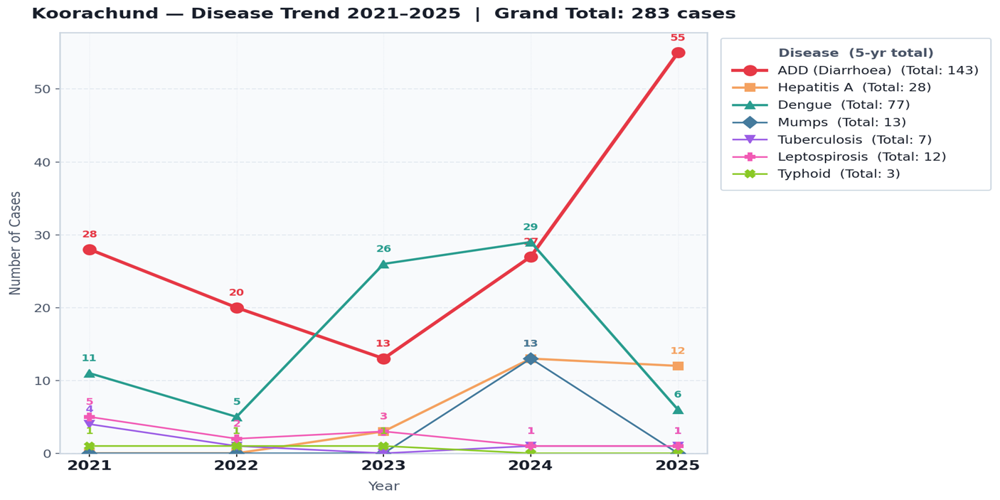 Koorachund — Disease Trend 2021–2025 | Grand Total: 283 cases
Disease (5-yr total)
ADD (Diarrhoea) (Total: 143)
Hepatitis A (Total: 28)
Dengue (Total: 77)
Mumps (Total: 13)
Tuberculosis (Total: 7)
Leptospirosis (Total: 12)
Typhoid (Total: 3)
Number of Cases
50
40
30
20
10
0
55
29
27
28
26
20
13
13
12
11
5
6
5
4
1
2
1
3
1
1
2021 2022 2023 2024 2025
Year